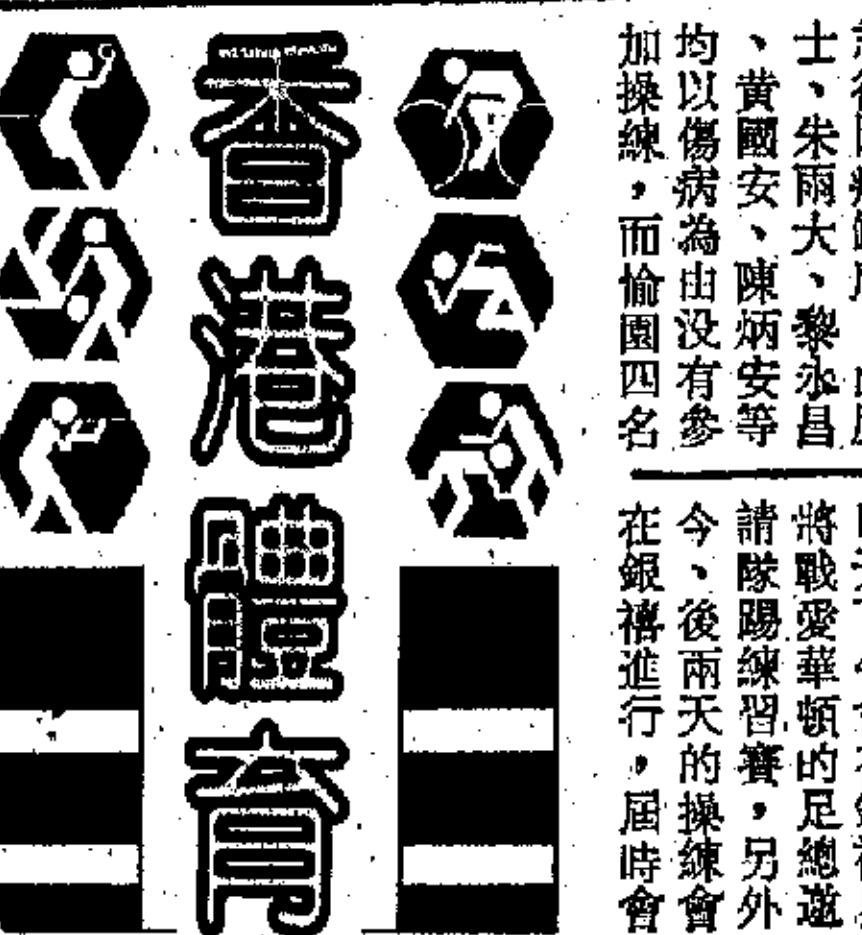 士、朱雨大、黎永昌
、黃國安、陳炳安等
均以傷病為由没有參
加操練,而愉園四名
將戰愛華頓的足總邀
請隊踢練習賽,另外
今、後兩天的操練會
在銀禧進行,屆時會
香港體育